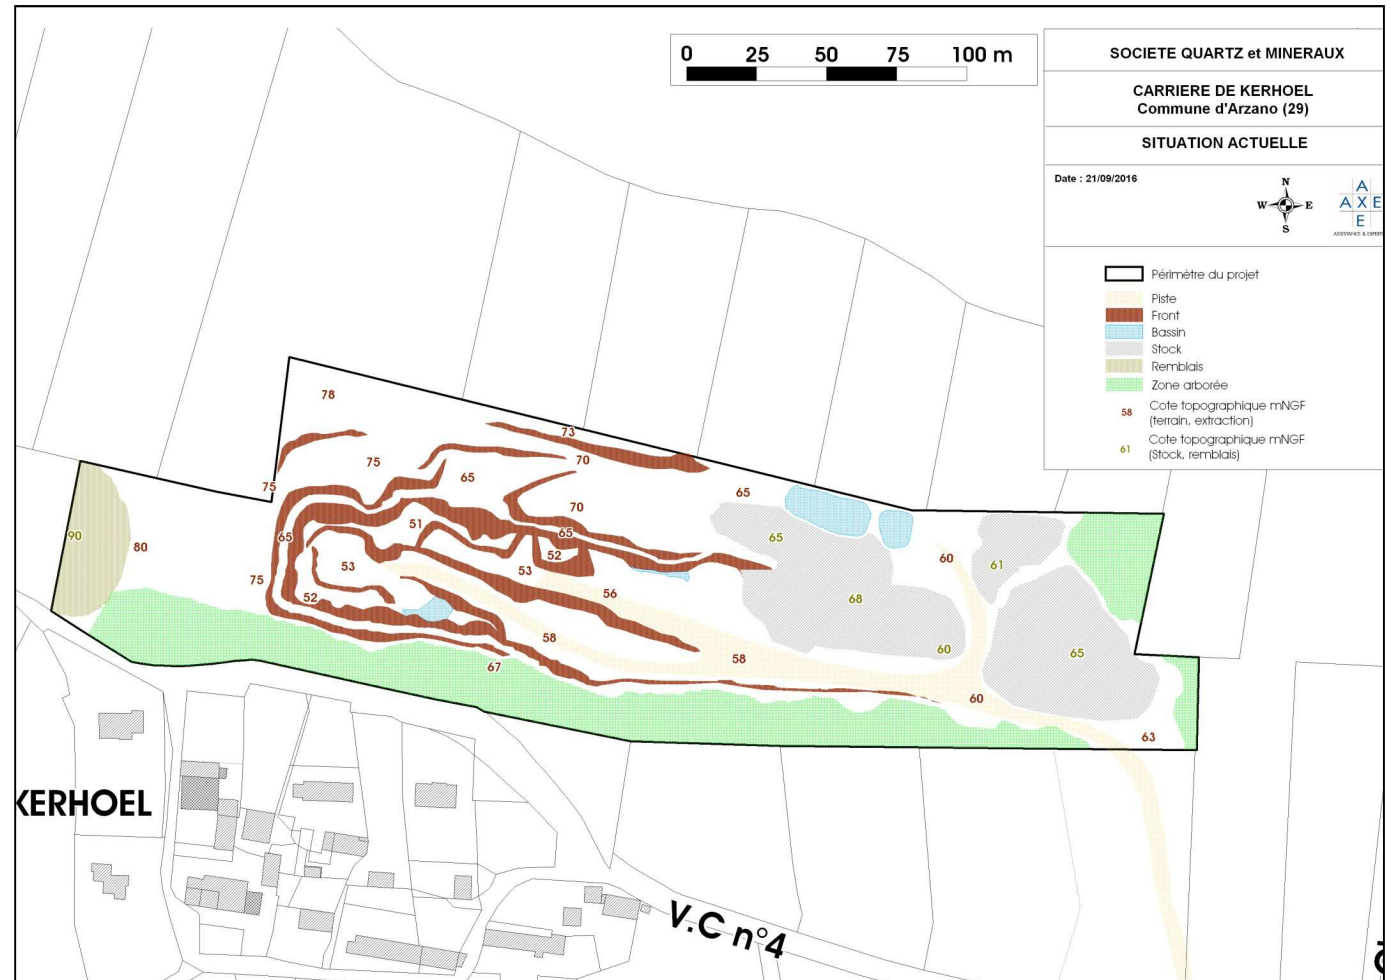 0 25 50 75 100 m
SOCIETE QUARTZ et MINERAUX
CARRIERE DE KERHOEL
Commune d'Arzano (29)
SITUATION ACTUELLE
Date : 21/09/2016
N
W E
S
A
A X E
E
Périmètre du projet
Piste
Front
Bassin
Stock
Remblais
Zone arborée
58 Cote topographique mNGF
(terrain, extraction)
61 Cote topographique mNGF
(Stock, remblais)
78
73
75
70
75
65
65
70
51
65
65
90
80
65
52
53
53
60
61
75
52
56
68
58
60
65
67
58
60
63
KERHOEL
V.C n°4